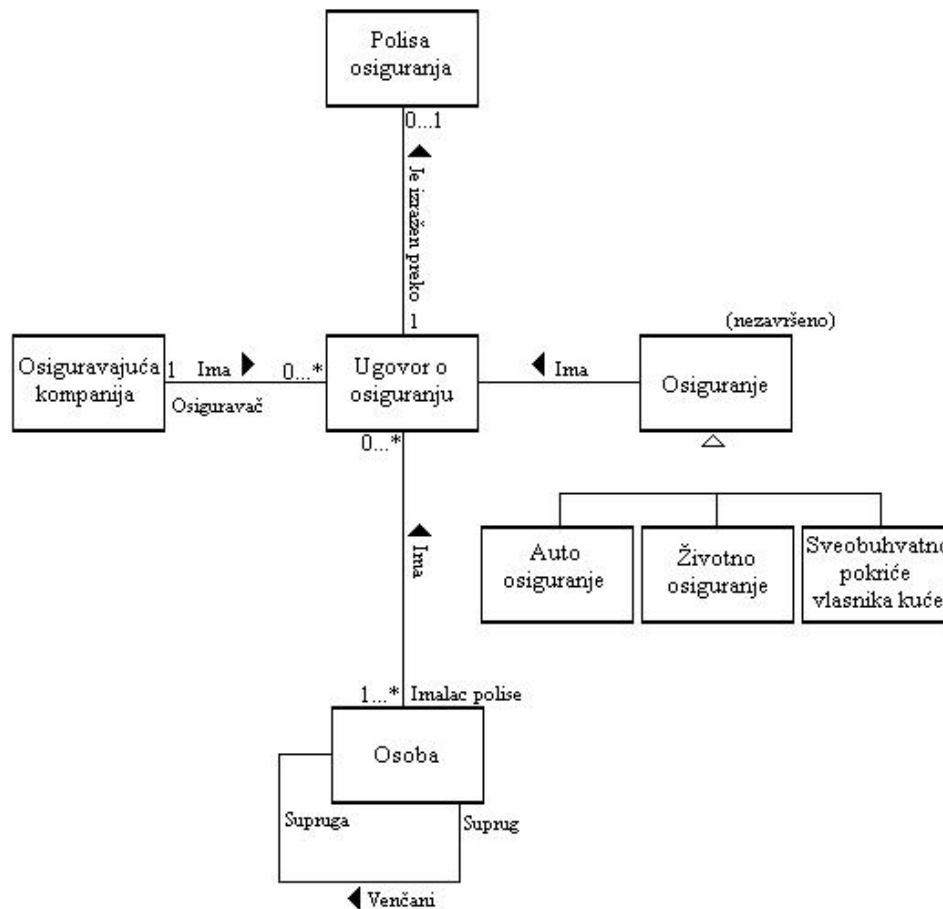 Polisa
osiguranja
0...1
Je izražen preko
1
(nezavršeno)
Osiguravajuća
kompanija
1
Ima
0...*
Osiguravač
Ugovor o
osiguranju
Ima
Osiguranje
0...*
Ima
Auto
osiguranje
Životno
osiguranje
Sveobuhvatno
pokriće
vlasnika kuće
1...*
Imalac polise
Osoba
Supruga
Suprug
Venčani